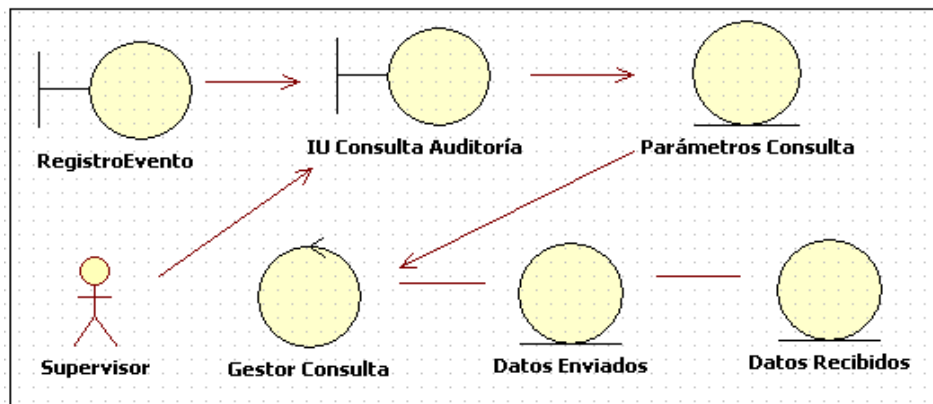 RegistroEvento
IU Consulta Auditoría
Parámetros Consulta
Supervisor
Gestor Consulta
Datos Enviados
Datos Recibidos